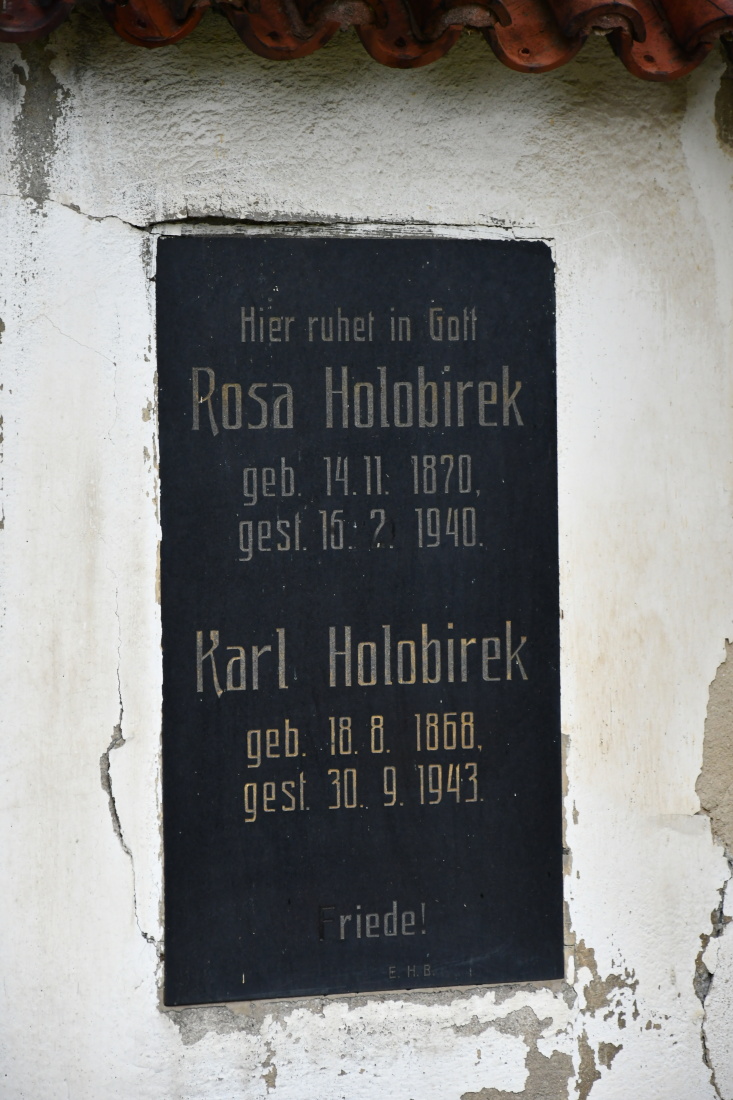 Hier ruhet in Gott
Rosa Holobirek
geb. 14. 11. 1870,
gest. 15. 2. 1940.
Karl Holobirek
geb. 18. 8. 1868,
gest. 30. 9. 1943.
Friede!
E. H. B.